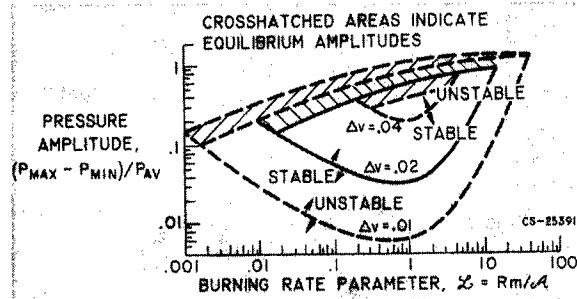 CROSSHATCHED AREAS INDICATE
EQUILIBRIUM AMPLITUDES
1
PRESSURE
AMPLITUDE,
(PMAX - PMIN)/PAV
.1
.01
UNSTABLE
Δv=.04
STABLE
Δv=.02
STABLE
UNSTABLE
Δv=.01
CS-25391
.001 .01 .1 1 10 100
BURNING RATE PARAMETER, ℒ = Rm/𝒜